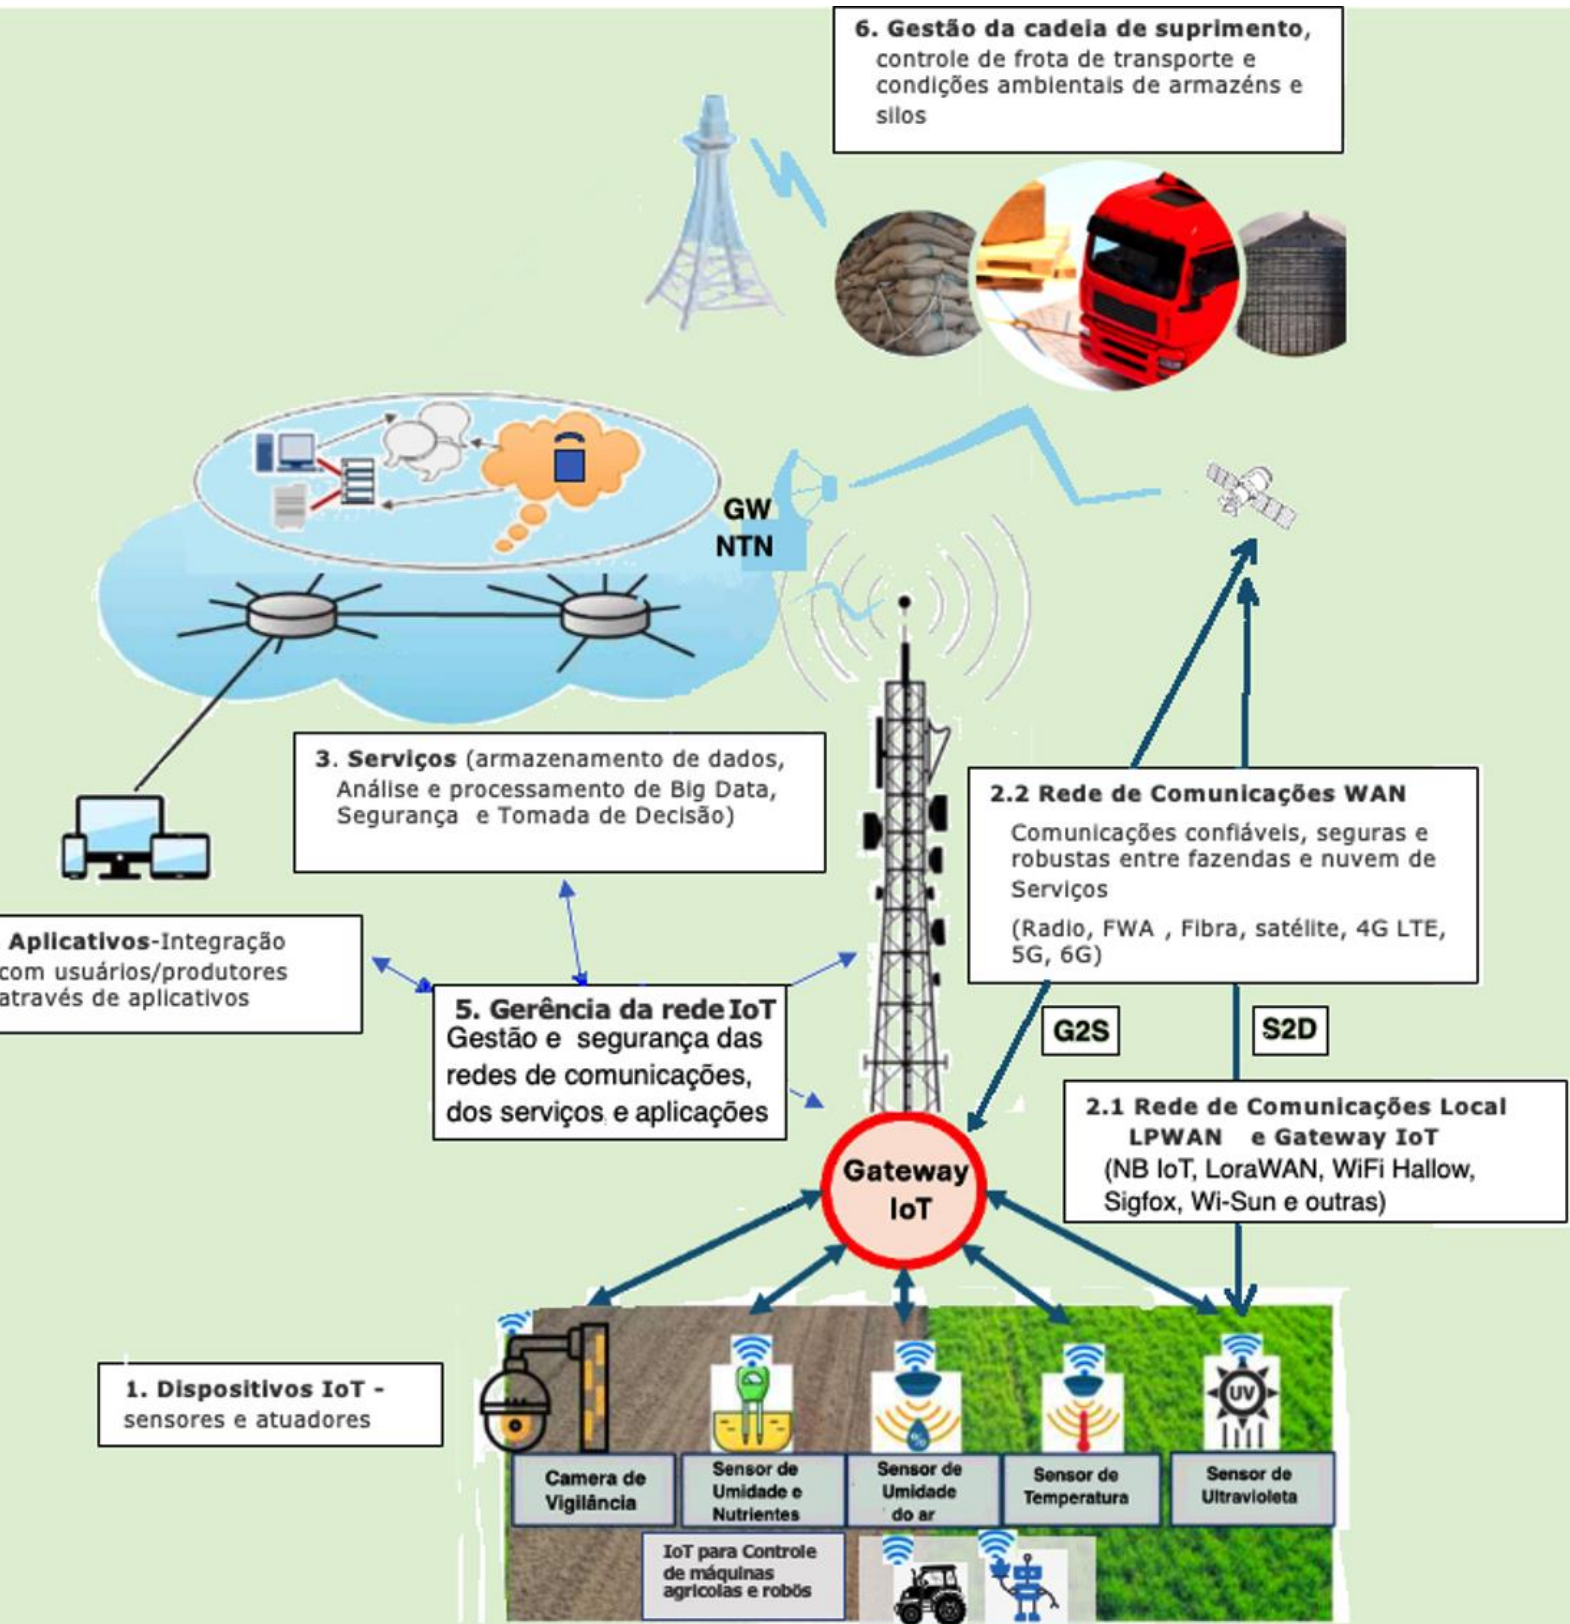 6. Gestão da cadeia de suprimento,
controle de frota de transporte e
condições ambientais de armazéns e
silos
GW
NTN
3. Serviços (armazenamento de dados,
Análise e processamento de Big Data,
Segurança e Tomada de Decisão)
2.2 Rede de Comunicações WAN
Comunicações confiáveis, seguras e
robustas entre fazendas e nuvem de
Serviços
(Radio, FWA , Fibra, satélite, 4G LTE,
5G, 6G)
. Aplicativos-Integração
com usuários/produtores
através de aplicativos
5. Gerência da rede IoT
Gestão e segurança das
redes de comunicações,
dos serviços e aplicações
G2S
S2D
2.1 Rede de Comunicações Local
LPWAN e Gateway IoT
(NB IoT, LoraWAN, WiFi Hallow,
Sigfox, Wi-Sun e outras)
Gateway
IoT
1. Dispositivos IoT -
sensores e atuadores
%
UV
Camera de
Vigilância
Sensor de
Umidade e
Nutrientes
Sensor de
Umidade
do ar
Sensor de
Temperatura
Sensor de
Ultravioleta
IoT para Controle
de máquinas
agricolas e robôs